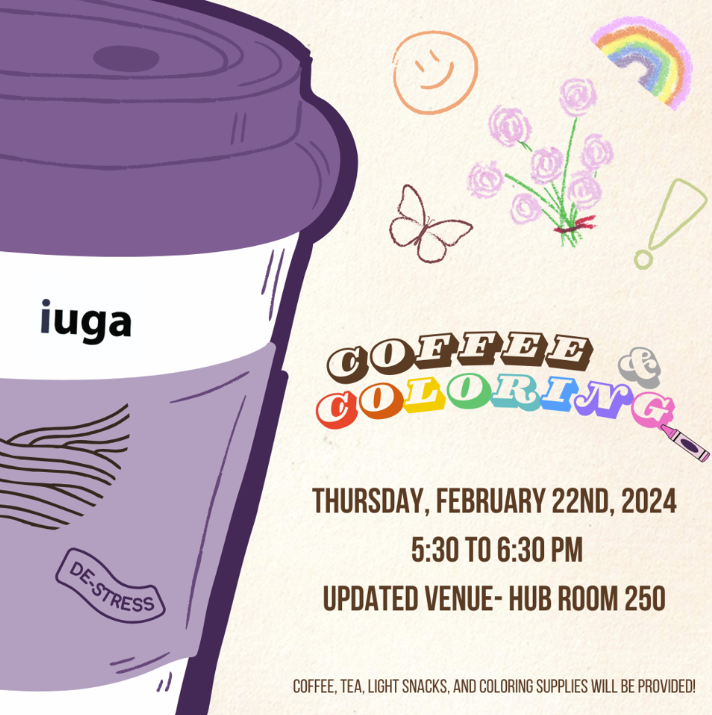 iuga
DE-STRESS
COFFEE &
COLORING
THURSDAY, FEBRUARY 22ND, 2024
5:30 TO 6:30 PM
UPDATED VENUE- HUB ROOM 250
COFFEE, TEA, LIGHT SNACKS, AND COLORING SUPPLIES WILL BE PROVIDED!